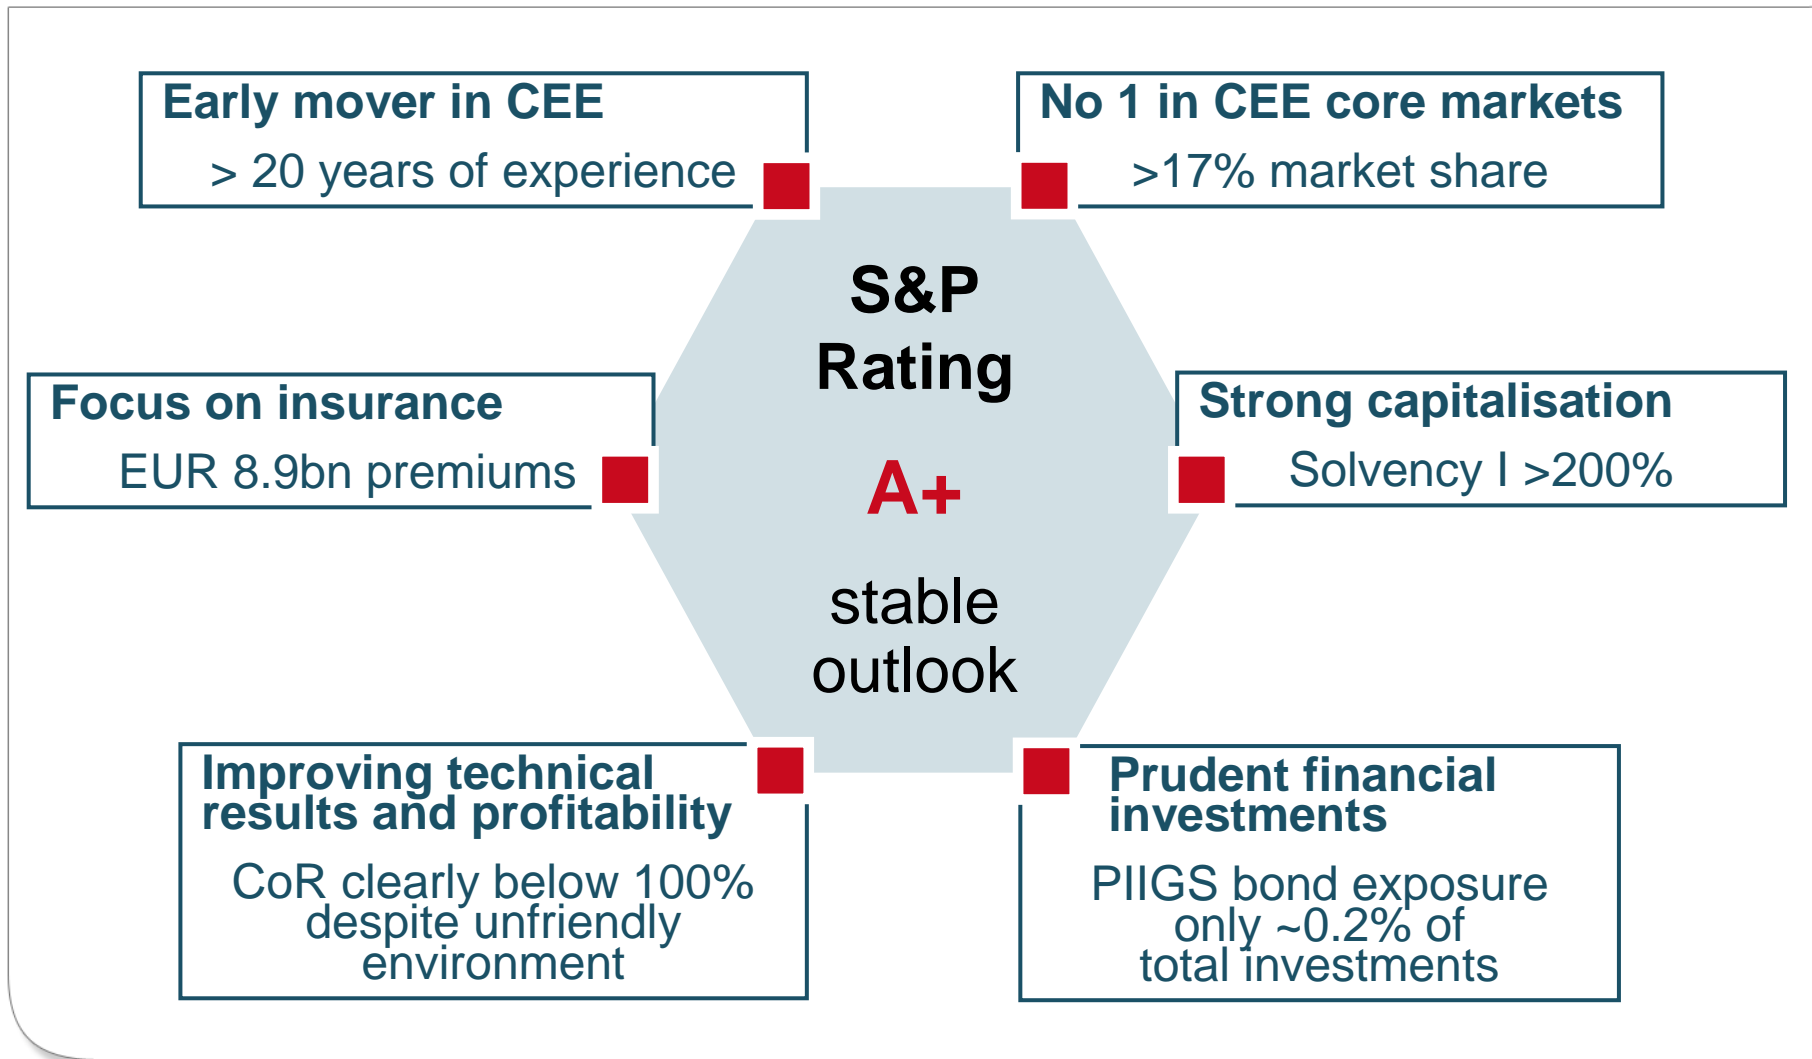 Early mover in CEE
> 20 years of experience
No 1 in CEE core markets
>17% market share
S&P
Rating
A+
stable
outlook
Focus on insurance
EUR 8.9bn premiums
Strong capitalisation
Solvency I >200%
Improving technical
results and profitability
CoR clearly below 100%
despite unfriendly
environment
Prudent financial
investments
PIIGS bond exposure
only ~0.2% of
total investments